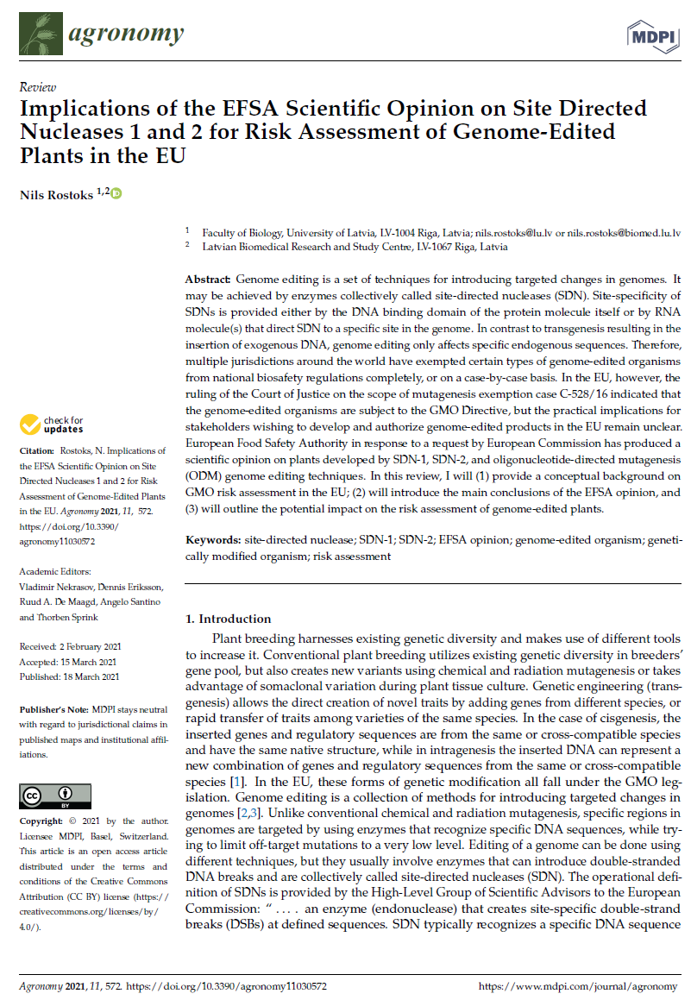 agronomy
MDPI
Review
Implications of the EFSA Scientific Opinion on Site Directed
Nucleases 1 and 2 for Risk Assessment of Genome-Edited
Plants in the EU
Nils Rostoks 1,2 iD
1 Faculty of Biology, University of Latvia, LV-1004 Riga, Latvia; nils.rostoks@lu.lv or nils.rostoks@biomed.lu.lv
2 Latvian Biomedical Research and Study Centre, LV-1067 Riga, Latvia
Abstract: Genome editing is a set of techniques for introducing targeted changes in genomes. It
may be achieved by enzymes collectively called site-directed nucleases (SDN). Site-specificity of
SDNs is provided either by the DNA binding domain of the protein molecule itself or by RNA
molecule(s) that direct SDN to a specific site in the genome. In contrast to transgenesis resulting in the
insertion of exogenous DNA, genome editing only affects specific endogenous sequences. Therefore,
multiple jurisdictions around the world have exempted certain types of genome-edited organisms
from national biosafety regulations completely, or on a case-by-case basis. In the EU, however, the
ruling of the Court of Justice on the scope of mutagenesis exemption case C-528/16 indicated that
the genome-edited organisms are subject to the GMO Directive, but the practical implications for
stakeholders wishing to develop and authorize genome-edited products in the EU remain unclear.
European Food Safety Authority in response to a request by European Commission has produced a
scientific opinion on plants developed by SDN-1, SDN-2, and oligonucleotide-directed mutagenesis
(ODM) genome editing techniques. In this review, I will (1) provide a conceptual background on
GMO risk assessment in the EU; (2) will introduce the main conclusions of the EFSA opinion, and
(3) will outline the potential impact on the risk assessment of genome-edited plants.
Keywords: site-directed nuclease; SDN-1; SDN-2; EFSA opinion; genome-edited organism; geneti-
cally modified organism; risk assessment
check for
updates
Citation: Rostoks, N. Implications of
the EFSA Scientific Opinion on Site
Directed Nucleases 1 and 2 for Risk
Assessment of Genome-Edited Plants
in the EU. Agronomy 2021, 11, 572.
https://doi.org/10.3390/
agronomy11030572
Academic Editors:
Vladimir Nekrasov, Dennis Eriksson,
Ruud A. De Maagd, Angelo Santino
and Thorben Sprink
Received: 2 February 2021
Accepted: 15 March 2021
Published: 18 March 2021
Publisher's Note: MDPI stays neutral
with regard to jurisdictional claims in
published maps and institutional affil-
iations.
cc BY
Copyright: © 2021 by the author.
Licensee MDPI, Basel, Switzerland.
This article is an open access article
distributed under the terms and
conditions of the Creative Commons
Attribution (CC BY) license (https://
creativecommons.org/licenses/by/
4.0/).
1. Introduction
Plant breeding harnesses existing genetic diversity and makes use of different tools
to increase it. Conventional plant breeding utilizes existing genetic diversity in breeders'
gene pool, but also creates new variants using chemical and radiation mutagenesis or takes
advantage of somaclonal variation during plant tissue culture. Genetic engineering (trans-
genesis) allows the direct creation of novel traits by adding genes from different species, or
rapid transfer of traits among varieties of the same species. In the case of cisgenesis, the
inserted genes and regulatory sequences are from the same or cross-compatible species
and have the same native structure, while in intragenesis the inserted DNA can represent a
new combination of genes and regulatory sequences from the same or cross-compatible
species [1]. In the EU, these forms of genetic modification all fall under the GMO leg-
islation. Genome editing is a collection of methods for introducing targeted changes in
genomes [2,3]. Unlike conventional chemical and radiation mutagenesis, specific regions in
genomes are targeted by using enzymes that recognize specific DNA sequences, while try-
ing to limit off-target mutations to a very low level. Editing of a genome can be done using
different techniques, but they usually involve enzymes that can introduce double-stranded
DNA breaks and are collectively called site-directed nucleases (SDN). The operational defi-
nition of SDNs is provided by the High-Level Group of Scientific Advisors to the European
Commission: “ . . . . an enzyme (endonuclease) that creates site-specific double-strand
breaks (DSBs) at defined sequences. SDN typically recognizes a specific DNA sequence
Agronomy 2021, 11, 572. https://doi.org/10.3390/agronomy11030572
https://www.mdpi.com/journal/agronomy